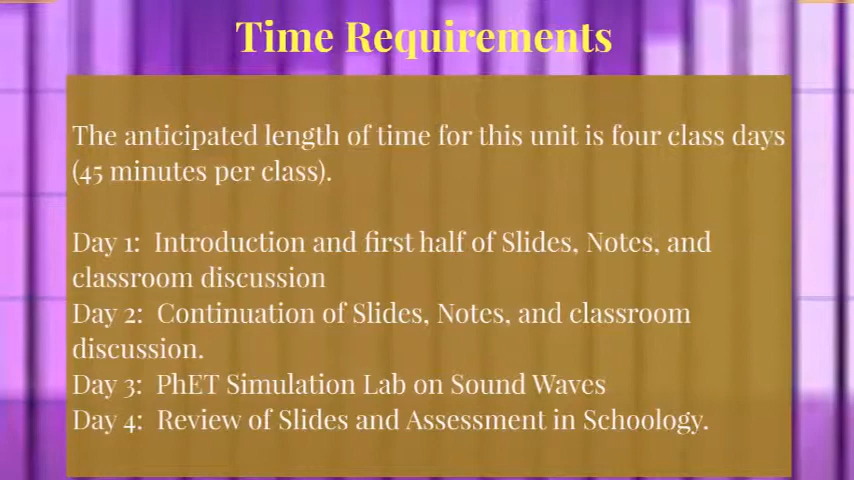 Time Requirements
The anticipated length of time for this unit is four class days
(45 minutes per class).
Day 1:  Introduction and first half of Slides, Notes, and
classroom discussion
Day 2:  Continuation of Slides, Notes, and classroom
discussion.
Day 3:  PhET Simulation Lab on Sound Waves
Day 4:  Review of Slides and Assessment in Schoology.